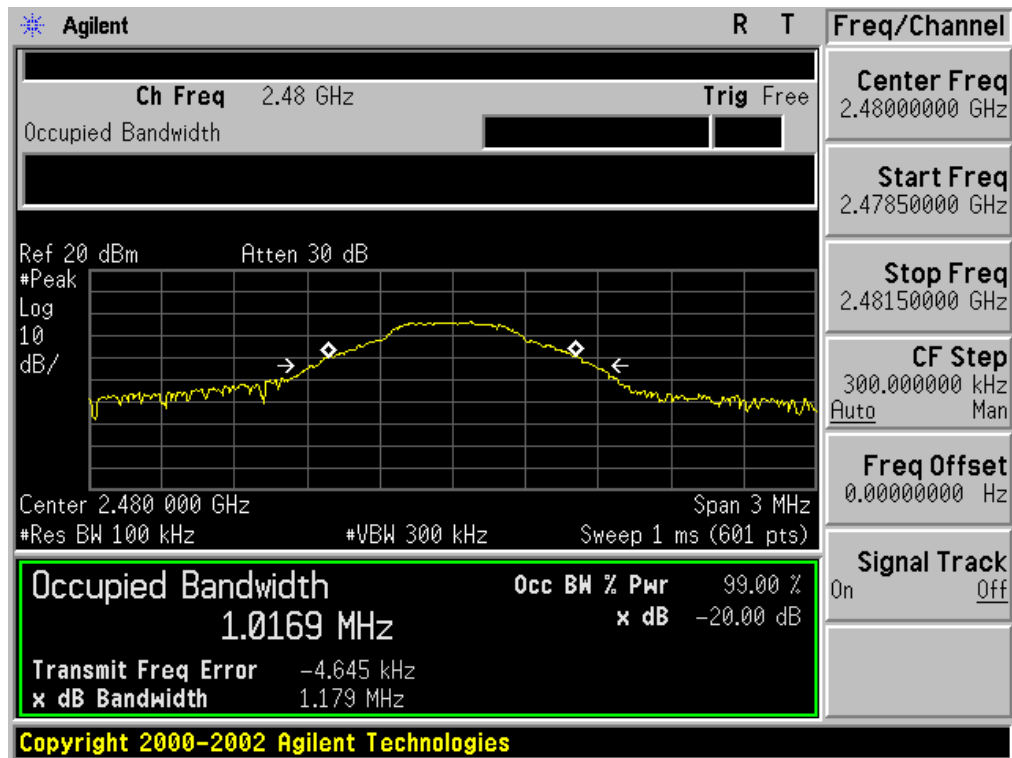 Agilent R T
Ch Freq 2.48 GHz Trig Free
Occupied Bandwidth
Ref 20 dBm Atten 30 dB
#Peak
Log
10
dB/
Center 2.480 000 GHz Span 3 MHz
#Res BW 100 kHz #VBW 300 kHz Sweep 1 ms (601 pts)
Occupied Bandwidth
1.0169 MHz
Occ BW % Pwr 99.00 %
x dB -20.00 dB
Transmit Freq Error -4.645 kHz
x dB Bandwidth 1.179 MHz
Copyright 2000-2002 Agilent Technologies
Freq/Channel
Center Freq
2.48000000 GHz
Start Freq
2.47850000 GHz
Stop Freq
2.48150000 GHz
CF Step
300.000000 kHz
Auto Man
Freq Offset
0.00000000 Hz
Signal Track
On Off